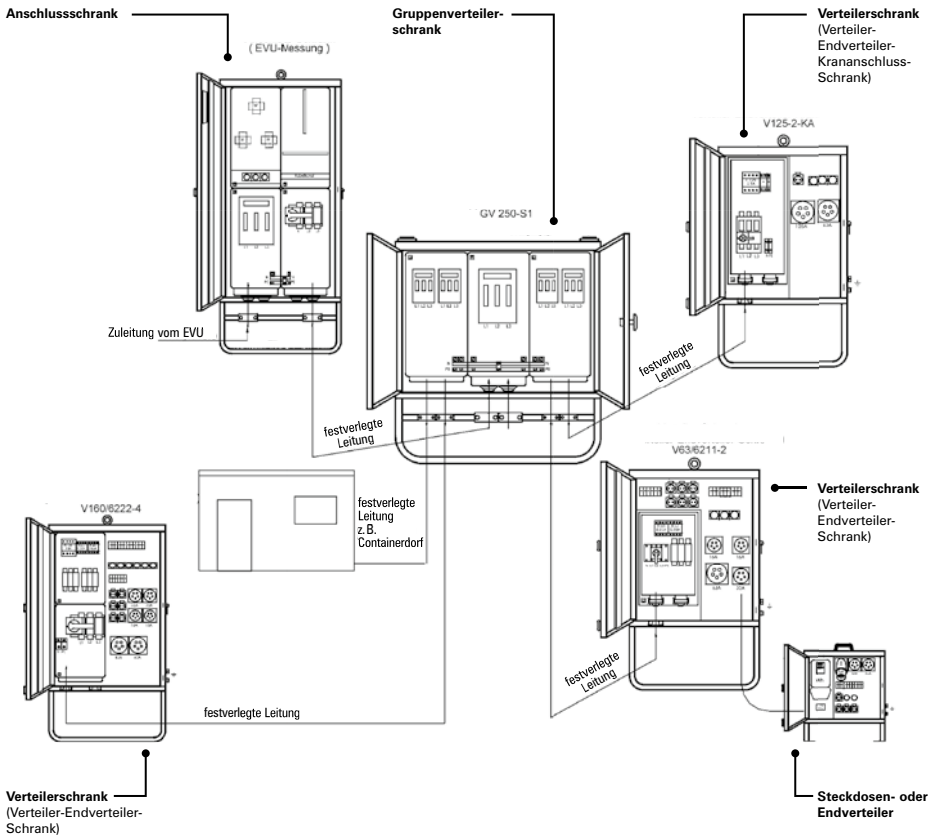 Anschlussschrank
( EVU-Messung )
Gruppenverteiler-
schrank
Verteilerschrank
(Verteiler-
Endverteiler-
Krananschluss-
Schrank)
V125-2-KA
GV 250-S1
Zuleitung vom EVU
festverlegte
Leitung
festverlegte
Leitung
V63/6211-2
festverlegte
Leitung
z. B.
Containerdorf
Verteilerschrank
(Verteiler-
Endverteiler-
Schrank)
V160/6222-4
festverlegte
Leitung
festverlegte Leitung
Verteilerschrank
(Verteiler-Endverteiler-
Schrank)
Steckdosen- oder
Endverteiler